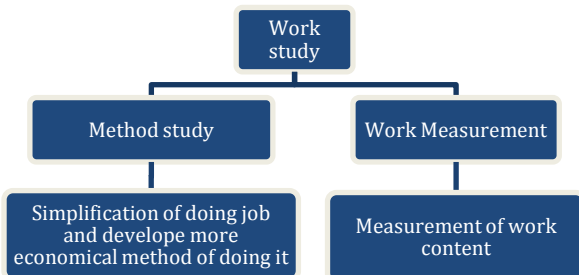 Work
study
Method study
Work Measurement
Simplification of doing job
and develope more
economical method of doing it
Measurement of work
content